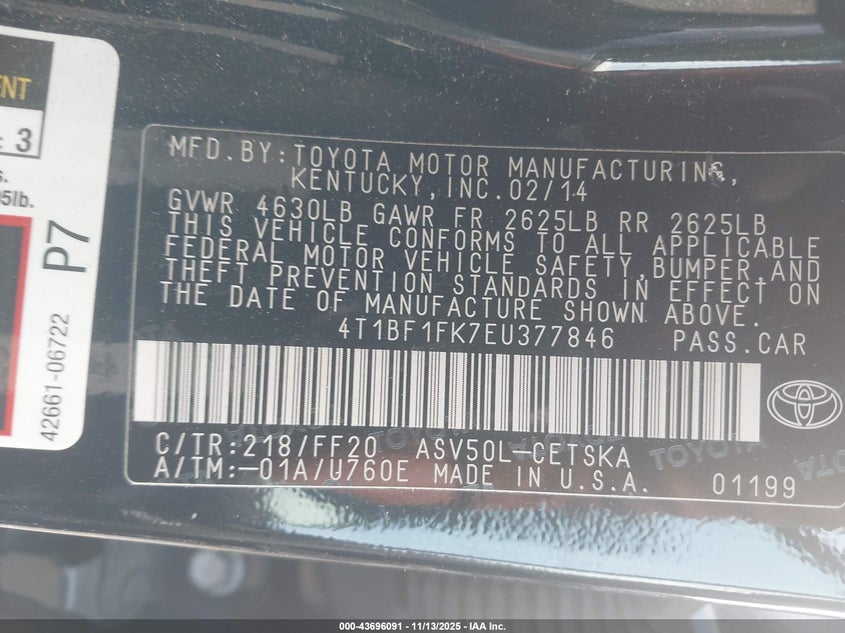 ENT
: 3
s.
5lb.
P7
42661-06722
MFD.BY:TOYOTA MOTOR MANUFACTURING,
KENTUCKY,INC.02/14
GVWR 4630LB GAWR FR 2625LB RR 2625LB
THIS VEHICLE CONFORMS TO ALL APPLICABLE
FEDERAL MOTOR VEHICLE SAFETY,BUMPER,AND
THEFT PREVENTION STANDARDS IN EFFECT ON
THE DATE OF MANUFACTURE SHOWN ABOVE.
4T1BF1FK7EU377846 PASS.CAR
C/TR:218/FF20 ASV50L-CETSKA
A/TM:-01A/U760E MADE IN U.S.A. 01199
TOYOTA
000-43696091 - 11/13/2025 - IAA Inc.